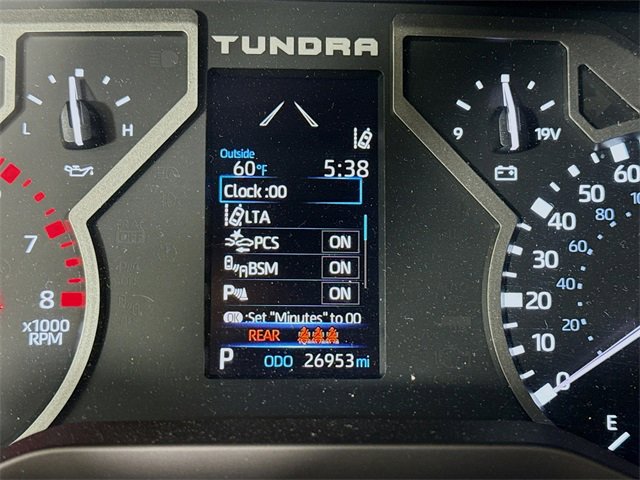 TUNDRA
L H
9 19V
Outside
60°F 5:38
Clock :00
LTA
PCS ON
BSM ON
P ON
OK :Set "Minutes" to 00
REAR
P ODO 26953 mi
7
8
x1000
RPM
60
50
40
30
20
10
0
80
60
40
20
E